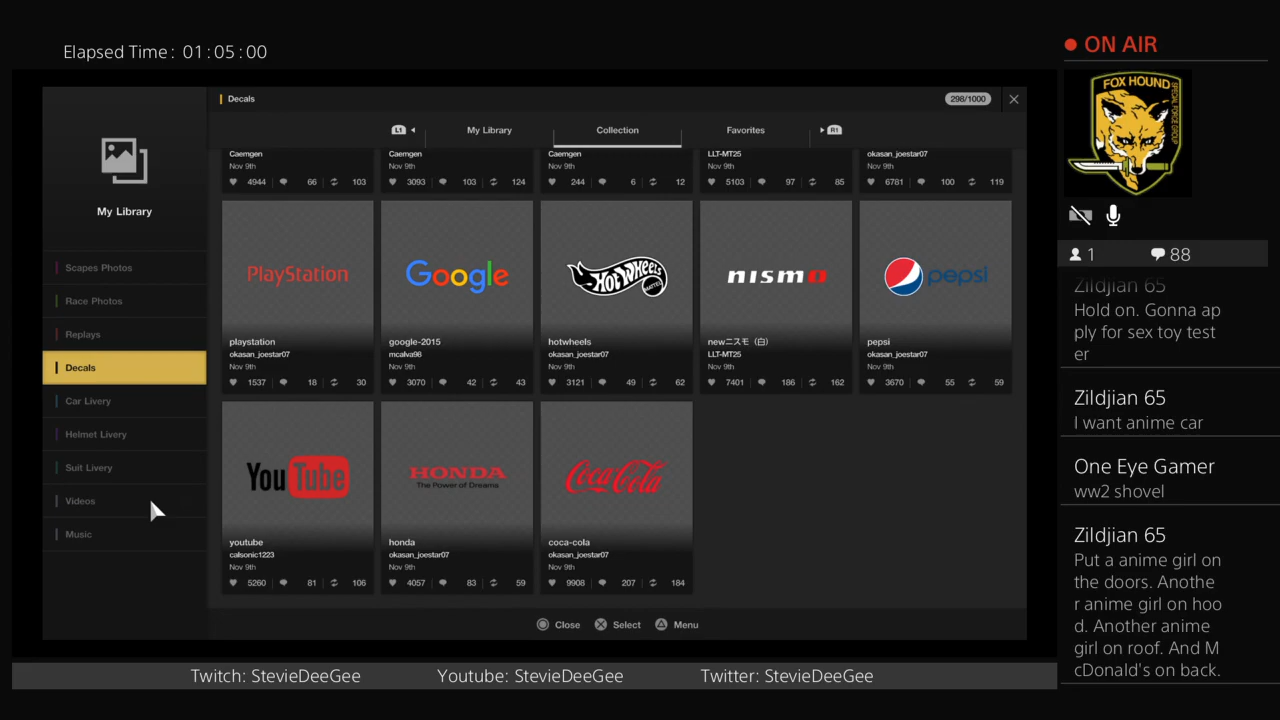 Elapsed Time: 01:05:00
ON AIR
FOX HOUND
SPECIAL FORCE GROUP
1 88
Decals
298/1000
L1
My Library
Collection
Favorites
R1
My Library
Scapes Photos
Race Photos
Replays
Decals
Car Livery
Helmet Livery
Suit Livery
Videos
Music
Caemgen
Nov 9th
4944 66 103
Caemgen
Nov 9th
3093 103 124
Caemgen
Nov 9th
244 6 12
LLT-MT25
Nov 9th
5103 97 85
okasan_joestar07
Nov 9th
6781 100 119
PlayStation
playstation
okasan_joestar07
Nov 9th
1537 18 30
Google
google-2015
mcalva98
Nov 9th
3070 42 43
Hot Wheels
MATTEL
hotwheels
okasan_joestar07
Nov 9th
3121 49 62
nismo
newニスモ（白）
LLT-MT25
Nov 9th
7401 186 162
pepsi
pepsi
okasan_joestar07
Nov 9th
3670 55 59
YouTube
youtube
calsonic1223
Nov 9th
5260 81 106
HONDA
The Power of Dreams
honda
okasan_joestar07
Nov 9th
4057 83 59
Coca-Cola
coca-cola
okasan_joestar07
Nov 9th
9908 207 184
Close
Select
Menu
Zildjian 65
Hold on. Gonna ap
ply for sex toy test
er
Zildjian 65
I want anime car
One Eye Gamer
ww2 shovel
Zildjian 65
Put a anime girl on
the doors. Anothe
r anime girl on hoo
d. Another anime
girl on roof. And M
cDonald's on back.
Twitch: StevieDeeGee
Youtube: StevieDeeGee
Twitter: StevieDeeGee